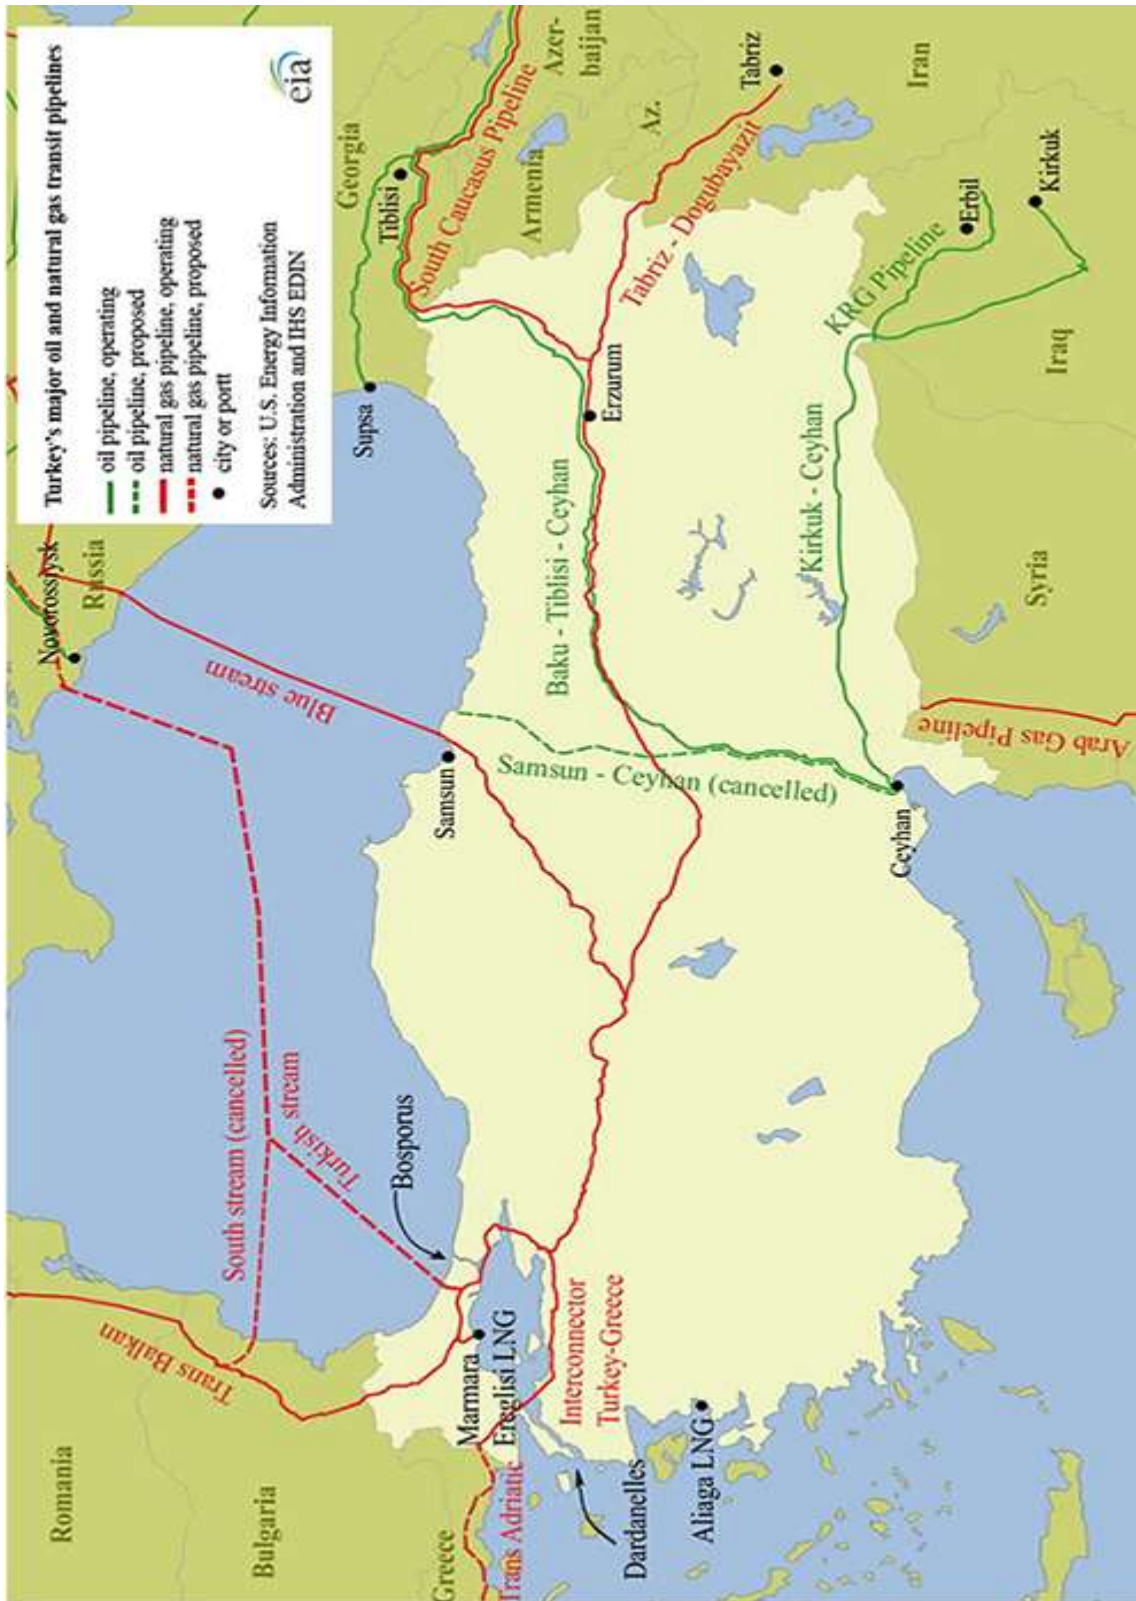 Turkey's major oil and natural gas transit pipelines
oil pipeline, operating
oil pipeline, proposed
natural gas pipeline, operating
natural gas pipeline, proposed
city or portt
Sources: U.S. Energy Information
Administration and IHS EDIN
eia
Romania
Bulgaria
Greece
Trans Balkan
South stream (cancelled)
Turkish
stream
Bosporus
Novorossiysk
Russia
Blue stream
Samsun
Samsun - Ceyhan (cancelled)
Supsa
Georgia
Tiblisi
South Caucasus Pipeline
Azer-
baijan
Armenia
Az.
Tabriz
Iran
Tabriz - Dogubayazit
Erzurum
Baku - Tiblisi - Ceyhan
Kirkuk - Ceyhan
KRG Pipeline
Erbil
Kirkuk
Iraq
Syria
Arab Gas Pipeline
Ceyhan
Marmara
Ereglisi LNG
Interconnector
Turkey-Greece
Trans Adriatic
Dardanelles
Aliaga LNG